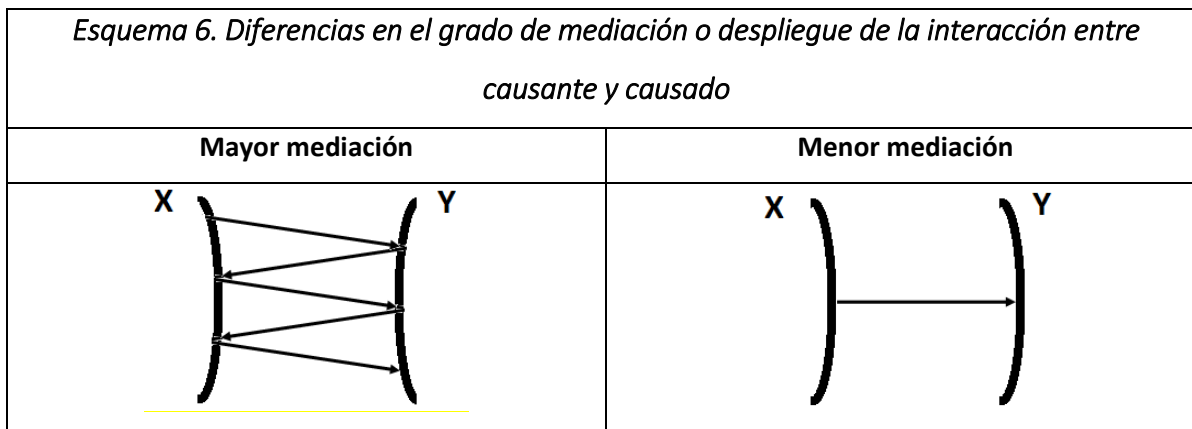 Esquema 6. Diferencias en el grado de mediación o despliegue de la interacción entre
causante y causado
Mayor mediación
Menor mediación
X
Y
X
Y